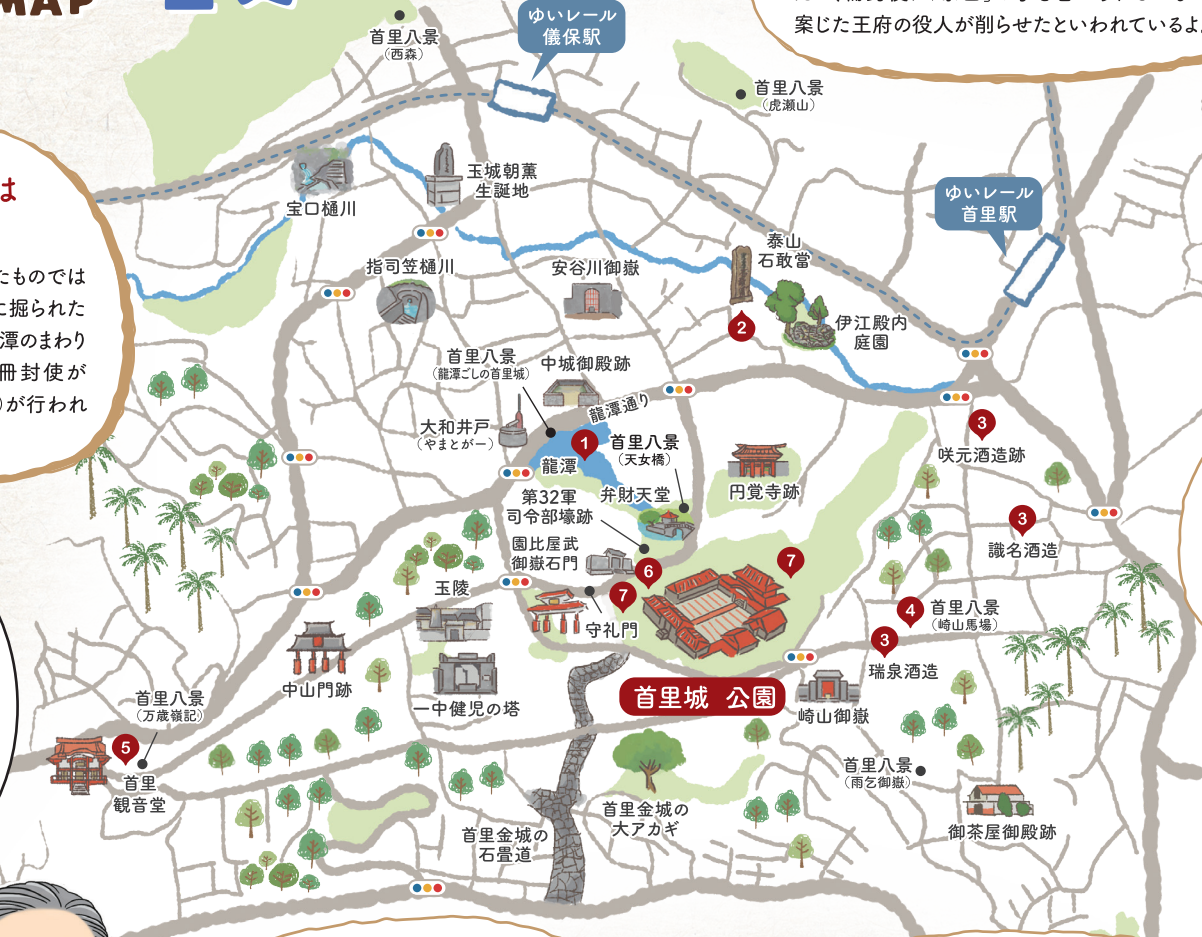 MAP
案じた王府の役人が削らせたといわれているよ。
ゆいレール
儀保駅
首里八景
（西森）
首里八景
（虎瀬山）
は
たものでは
に掘られた
潭のまわり
冊封使が
)が行われ
宝口樋川
玉城朝薫
生誕地
ゆいレール
首里駅
指司笠樋川
安谷川御嶽
泰山
石敢當
2
伊江殿内
庭園
首里八景
（龍潭ごしの首里城）
中城御殿跡
龍潭通り
大和井戸
（やまとがー）
1
龍潭
首里八景
（天女橋）
3
咲元酒造跡
円覚寺跡
弁財天堂
第32軍
司令部壕跡
3
識名酒造
園比屋武
御嶽石門
6
7
7
守礼門
玉陵
4
首里八景
（崎山馬場）
3
瑞泉酒造
中山門跡
一中健児の塔
首里城 公園
崎山御嶽
首里八景
（万歳嶺記）
5
首里
観音堂
首里八景
（雨乞御嶽）
首里金城の
大アカギ
首里金城の
石畳道
御茶屋御殿跡